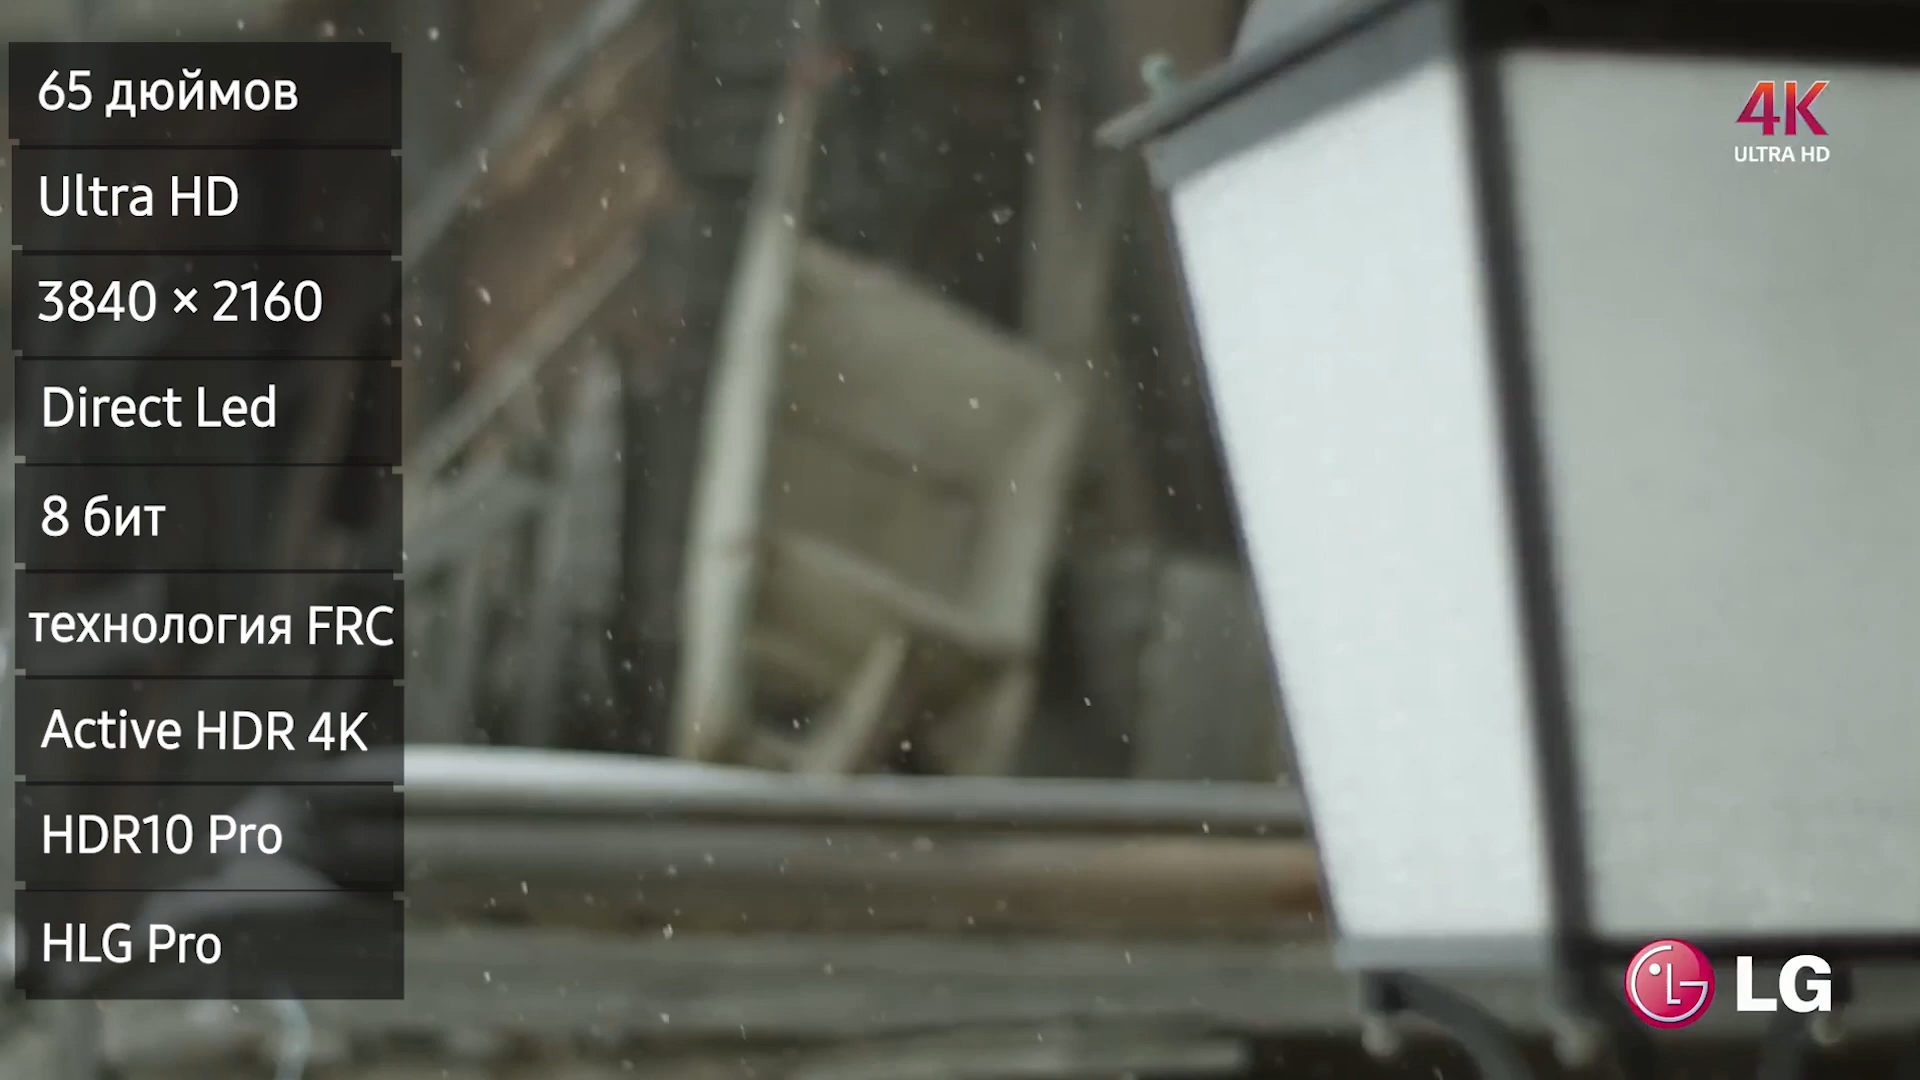 65 дюймов
Ultra HD
3840 × 2160
Direct Led
8 бит
технология FRC
Active HDR 4K
HDR10 Pro
HLG Pro
4K
ULTRA HD
LG